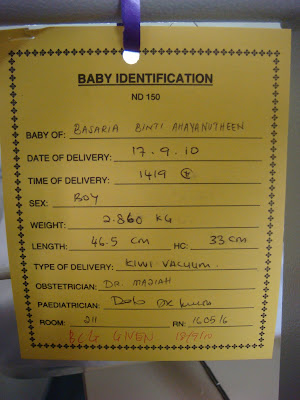 BABY IDENTIFICATION
ND 150
BABY OF: BAJARIA BINTI AHAYANUTHEEN
DATE OF DELIVERY: 17.9.10
TIME OF DELIVERY: 1419
SEX: BOY
WEIGHT: 2.860 KG
LENGTH: 46.5 cm HC: 33 cm
TYPE OF DELIVERY: KIWI VACUUM.
OBSTETRICIAN: DR. MADIAH
PAEDIATRICIAN:
ROOM: 211 RN: 160516
BCG GIVEN